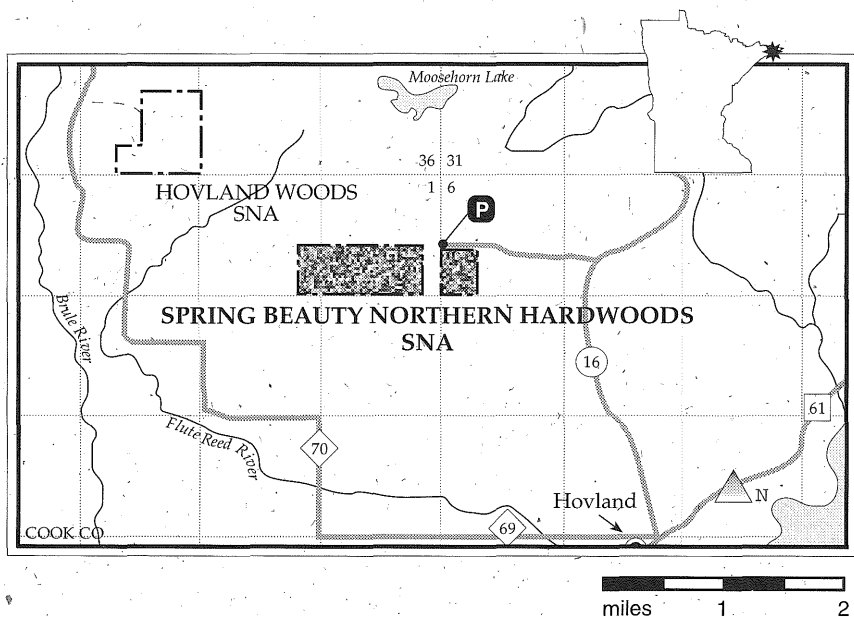 Moosehorn Lake
36 31
1 6
P
HOVLAND WOODS
SNA
SPRING BEAUTY NORTHERN HARDWOODS
SNA
Brule River
16
61
Flute Reed River
70
N
Hovland
69
COOK CO
miles 1 2